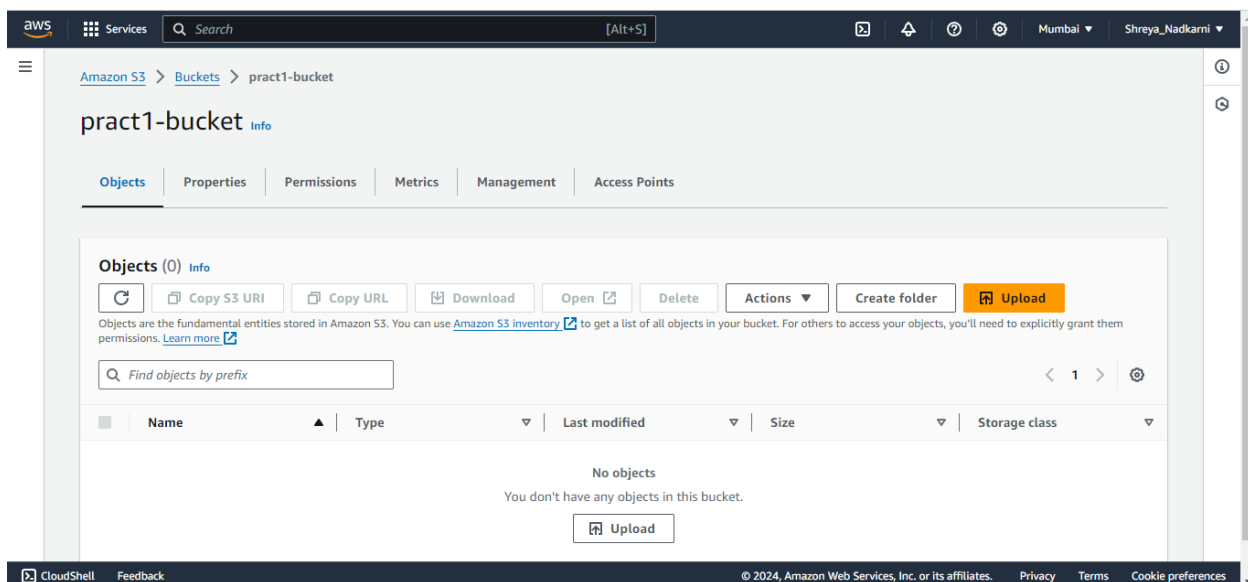 aws Services Search [Alt+S] Mumbai Shreya_Nadkarni
Amazon S3 Buckets pract1-bucket
pract1-bucket Info
Objects Properties Permissions Metrics Management Access Points
Objects (0) Info
Copy S3 URI Copy URL Download Open Delete Actions Create folder Upload
Objects are the fundamental entities stored in Amazon S3. You can use Amazon S3 inventory to get a list of all objects in your bucket. For others to access your objects, you'll need to explicitly grant them
permissions. Learn more
Find objects by prefix 1
Name Type Last modified Size Storage class
No objects
You don't have any objects in this bucket.
Upload
CloudShell Feedback © 2024, Amazon Web Services, Inc. or its affiliates. Privacy Terms Cookie preferences